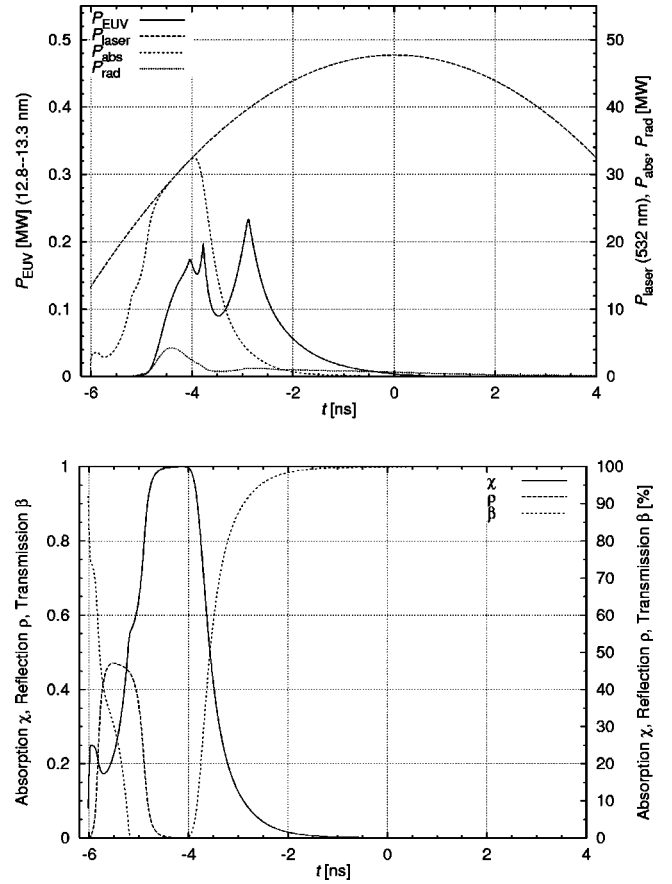 P_EUV
P_laser
P_abs
P_rad
0.5
0.4
0.3
0.2
0.1
0
50
40
30
20
10
0
P_EUV [MW] (12.8--13.3 nm)
P_laser (532 nm), P_abs, P_rad [MW]
-6 -4 -2 0 2 4
t [ns]
χ
ρ
β
1
0.8
0.6
0.4
0.2
0
100
90
80
70
60
50
40
30
20
10
0
Absorption χ, Reflection ρ, Transmission β
Absorption χ, Reflection ρ, Transmission β [%]
-6 -4 -2 0 2 4
t [ns]